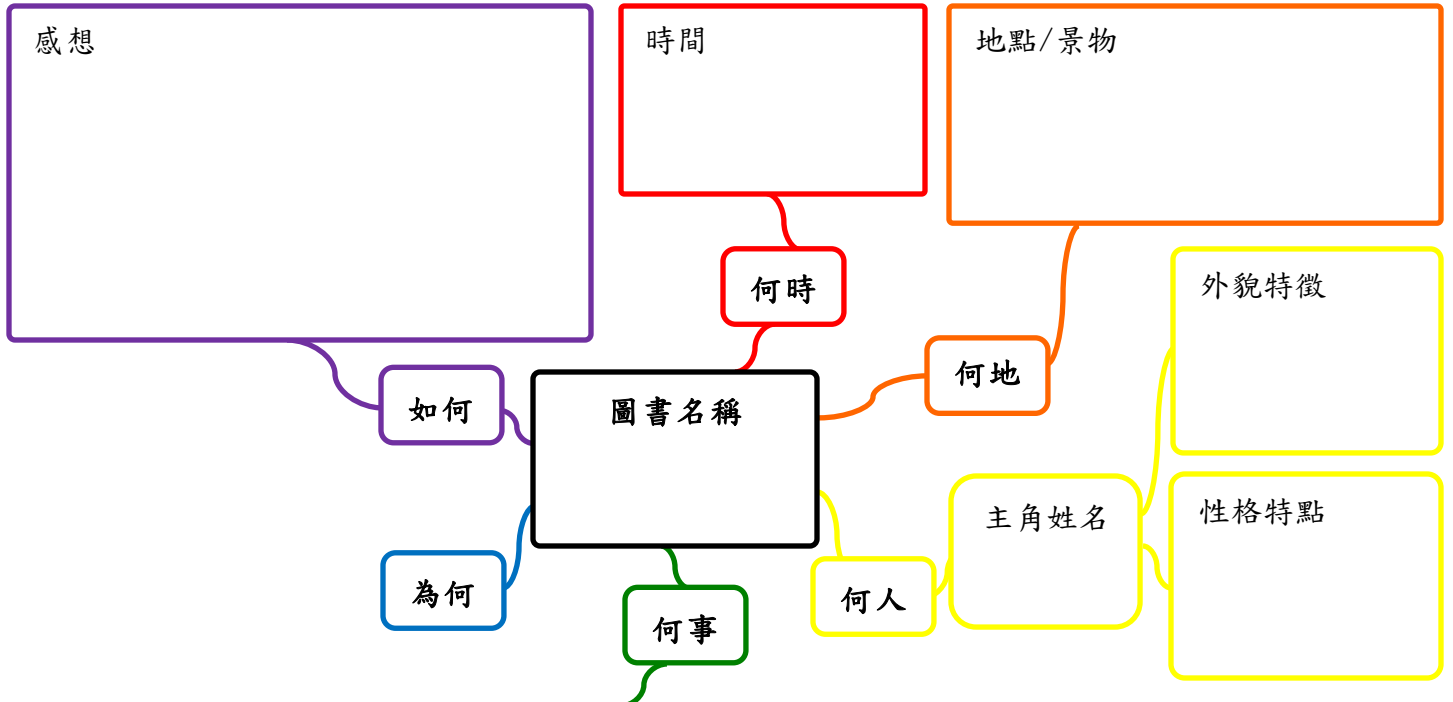 感想
時間
地點/景物
何時
外貌特徵
何地
如何
圖書名稱
主角姓名
性格特點
為何
何人
何事